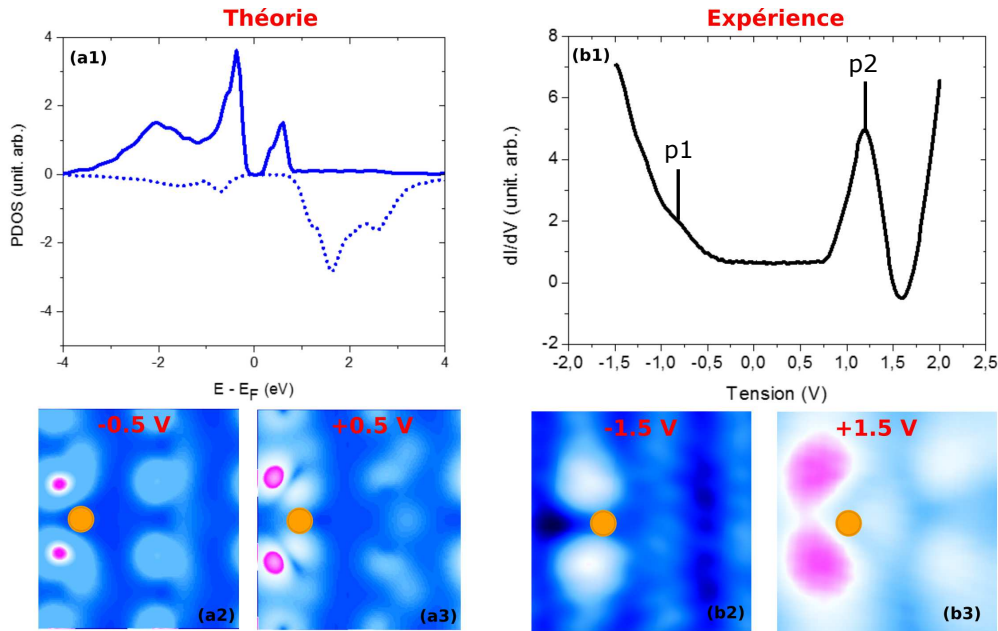 Théorie
Expérience
(a1)
PDOS (unit. arb.)
4
2
0
-2
-4
-4
-2
0
2
4
E - EF (eV)
(b1)
p1
p2
dI/dV (unit. arb.)
8
6
4
2
0
-2
-2,0
-1,5
-1,0
-0,5
0,0
0,5
1,0
1,5
2,0
2,5
Tension (V)
-0.5 V
(a2)
+0.5 V
(a3)
-1.5 V
(b2)
+1.5 V
(b3)